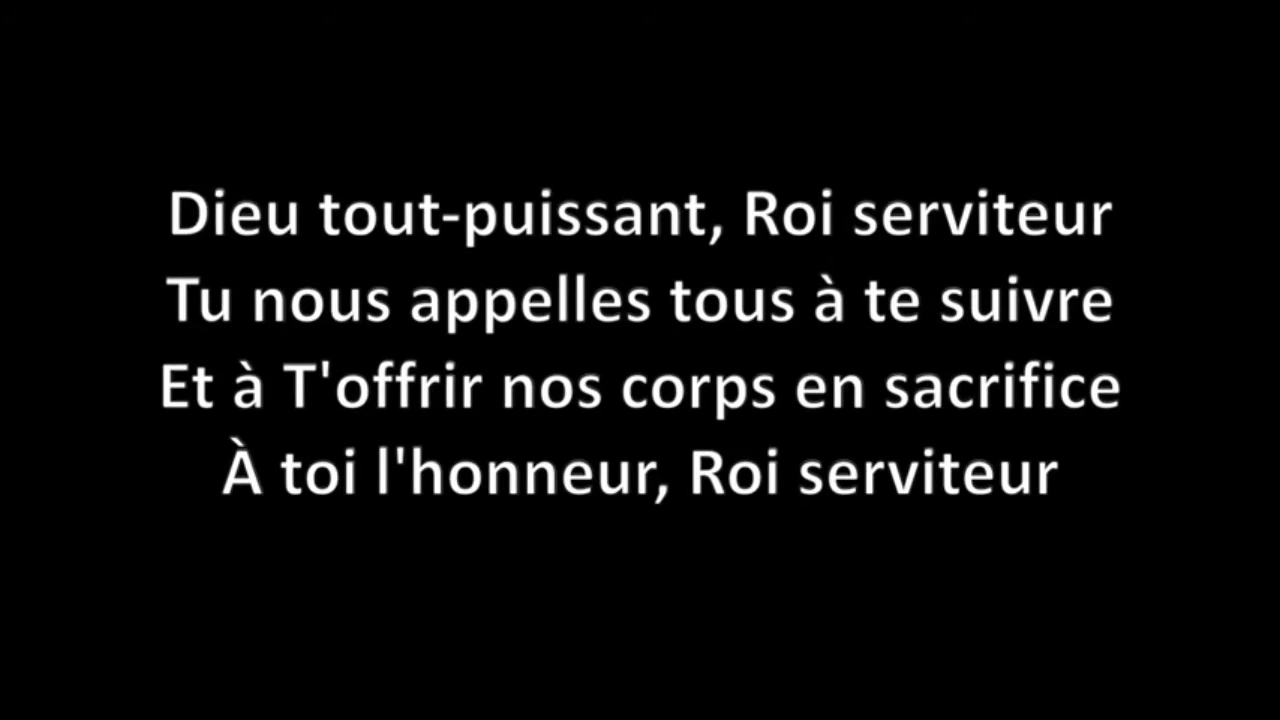 Dieu tout-puissant, Roi serviteur
Tu nous appelles tous à te suivre
Et à T'offrir nos corps en sacrifice
À toi l'honneur, Roi serviteur